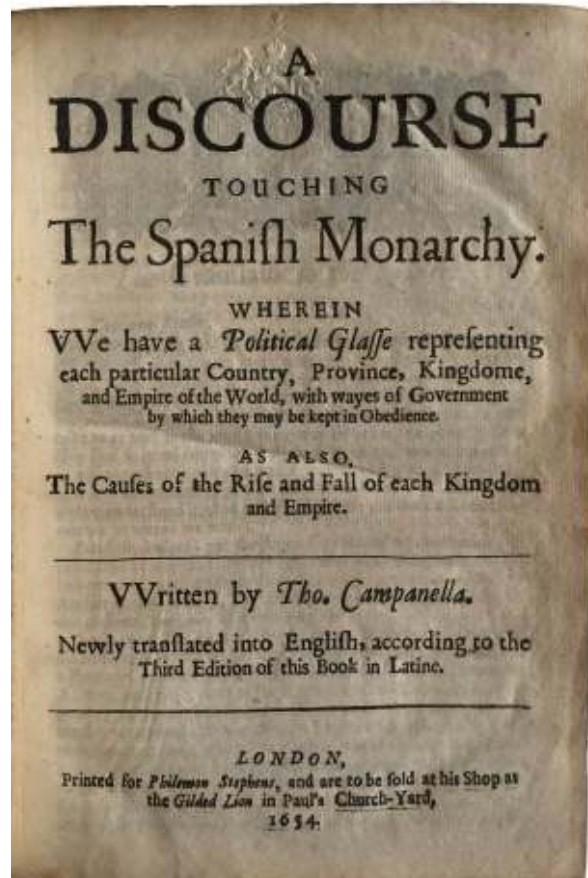 A
DISCOURSE
TOUCHING
The Spaniſh Monarchy.
WHEREIN
VVe have a Political Glaſſe repreſenting
each particular Country, Province, Kingdome,
and Empire of the World, with wayes of Government
by which they may be kept in Obedience.
AS ALSO,
The Cauſes of the Riſe and Fall of each Kingdom
and Empire.
VVritten by Tho. Campanella.
Newly tranſlated into Engliſh, according to the
Third Edition of this Book in Latine.
LONDON,
Printed for Philemon Stephens, and are to be ſold at his Shop at
the Gilded Lion in Paul's Church-Yard,
1654.